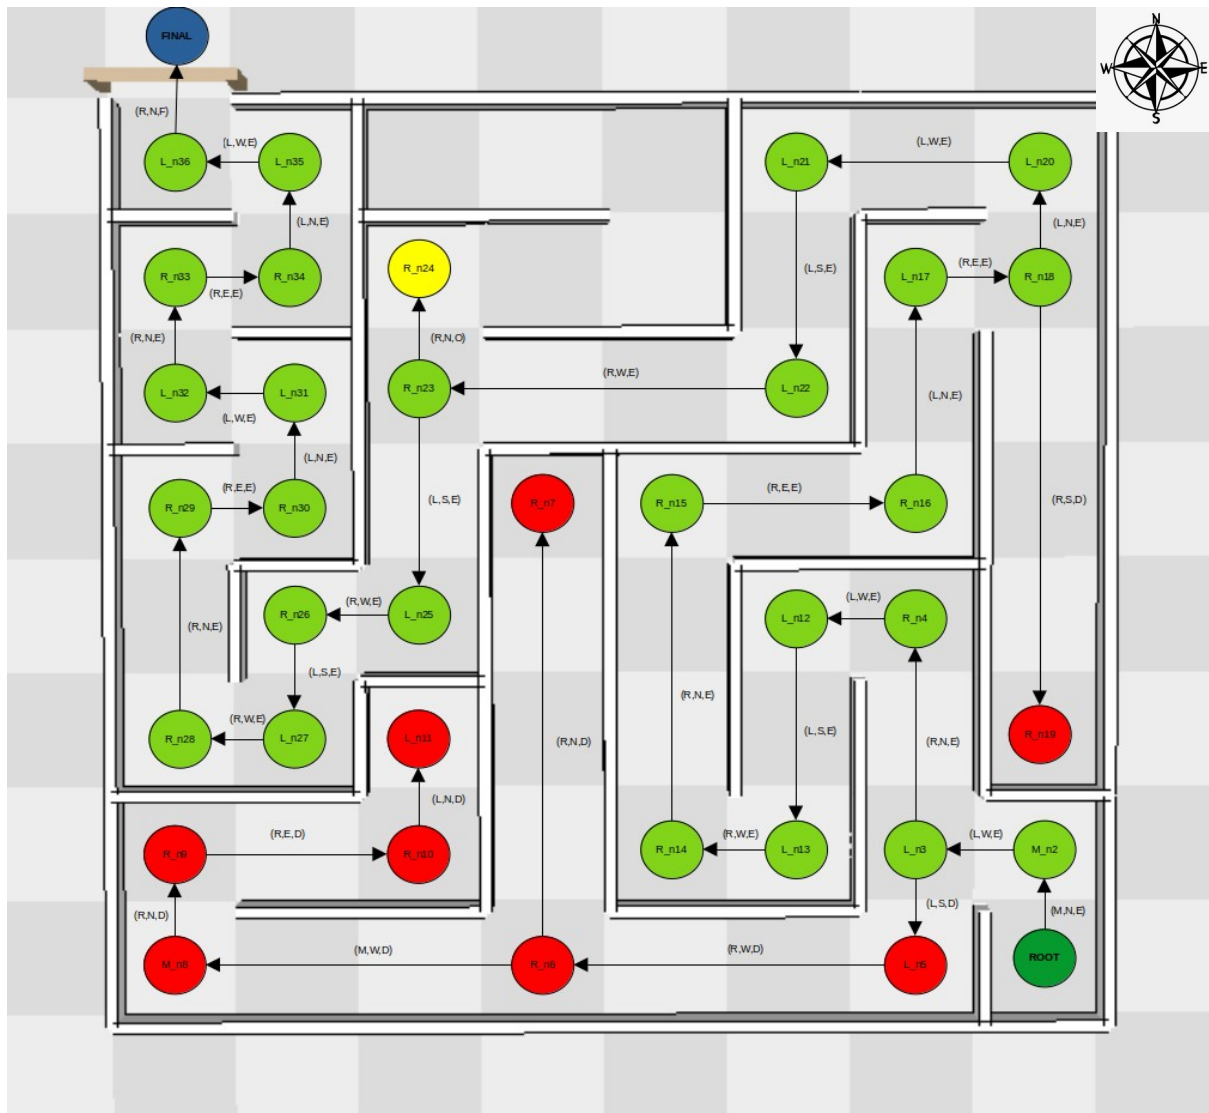 FINAL
N
W
E
S
(R,N,F)
L_n36
(L,W,E)
L_n35
L_n21
(L,W,E)
L_n20
(L,N,E)
(L,N,E)
R_n33
(R,E,E)
R_n34
R_n24
(L,S,E)
L_n17
(R,E,E)
R_n18
(R,N,E)
(R,N,O)
L_n32
(L,W,E)
L_n31
R_n23
(R,W,E)
L_n22
(L,N,E)
(L,N,E)
R_n29
(R,E,E)
R_n30
(L,S,E)
R_n7
R_n15
(R,E,E)
R_n16
(R,S,D)
R_n26
(R,W,E)
L_n25
L_n12
(L,W,E)
R_n4
(R,N,E)
(L,S,E)
(R,N,E)
R_n28
(R,W,E)
L_n27
L_n11
(R,N,D)
(L,S,E)
(R,N,E)
R_n19
(L,N,D)
R_n9
(R,E,D)
R_n10
R_n14
(R,W,E)
L_n13
L_n3
(L,W,E)
M_n2
(R,N,D)
(L,S,D)
(M,N,E)
M_n8
(M,W,D)
R_n6
(R,W,D)
L_n5
ROOT